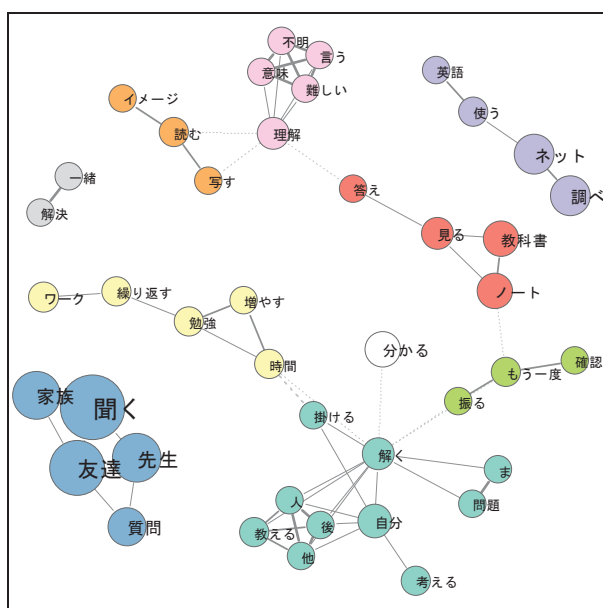 不明
言う
意味
難しい
理解
イメージ
読む
写す
英語
使う
ネット
調べ
一緒
解決
答え
見る
教科書
ノート
ワーク
繰り返す
増やす
勉強
時間
分かる
もう一度
確認
振る
掛ける
解く
ま
問題
人
後
自分
教える
他
考える
家族
聞く
友達
先生
質問